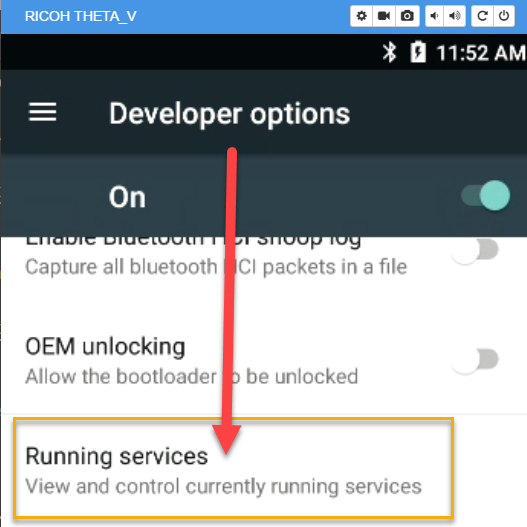 RICOH THETA_V
11:52 AM
Developer options
On
Enable Bluetooth HCI snoop log
Capture all bluetooth HCI packets in a file
OEM unlocking
Allow the bootloader to be unlocked
Running services
View and control currently running services